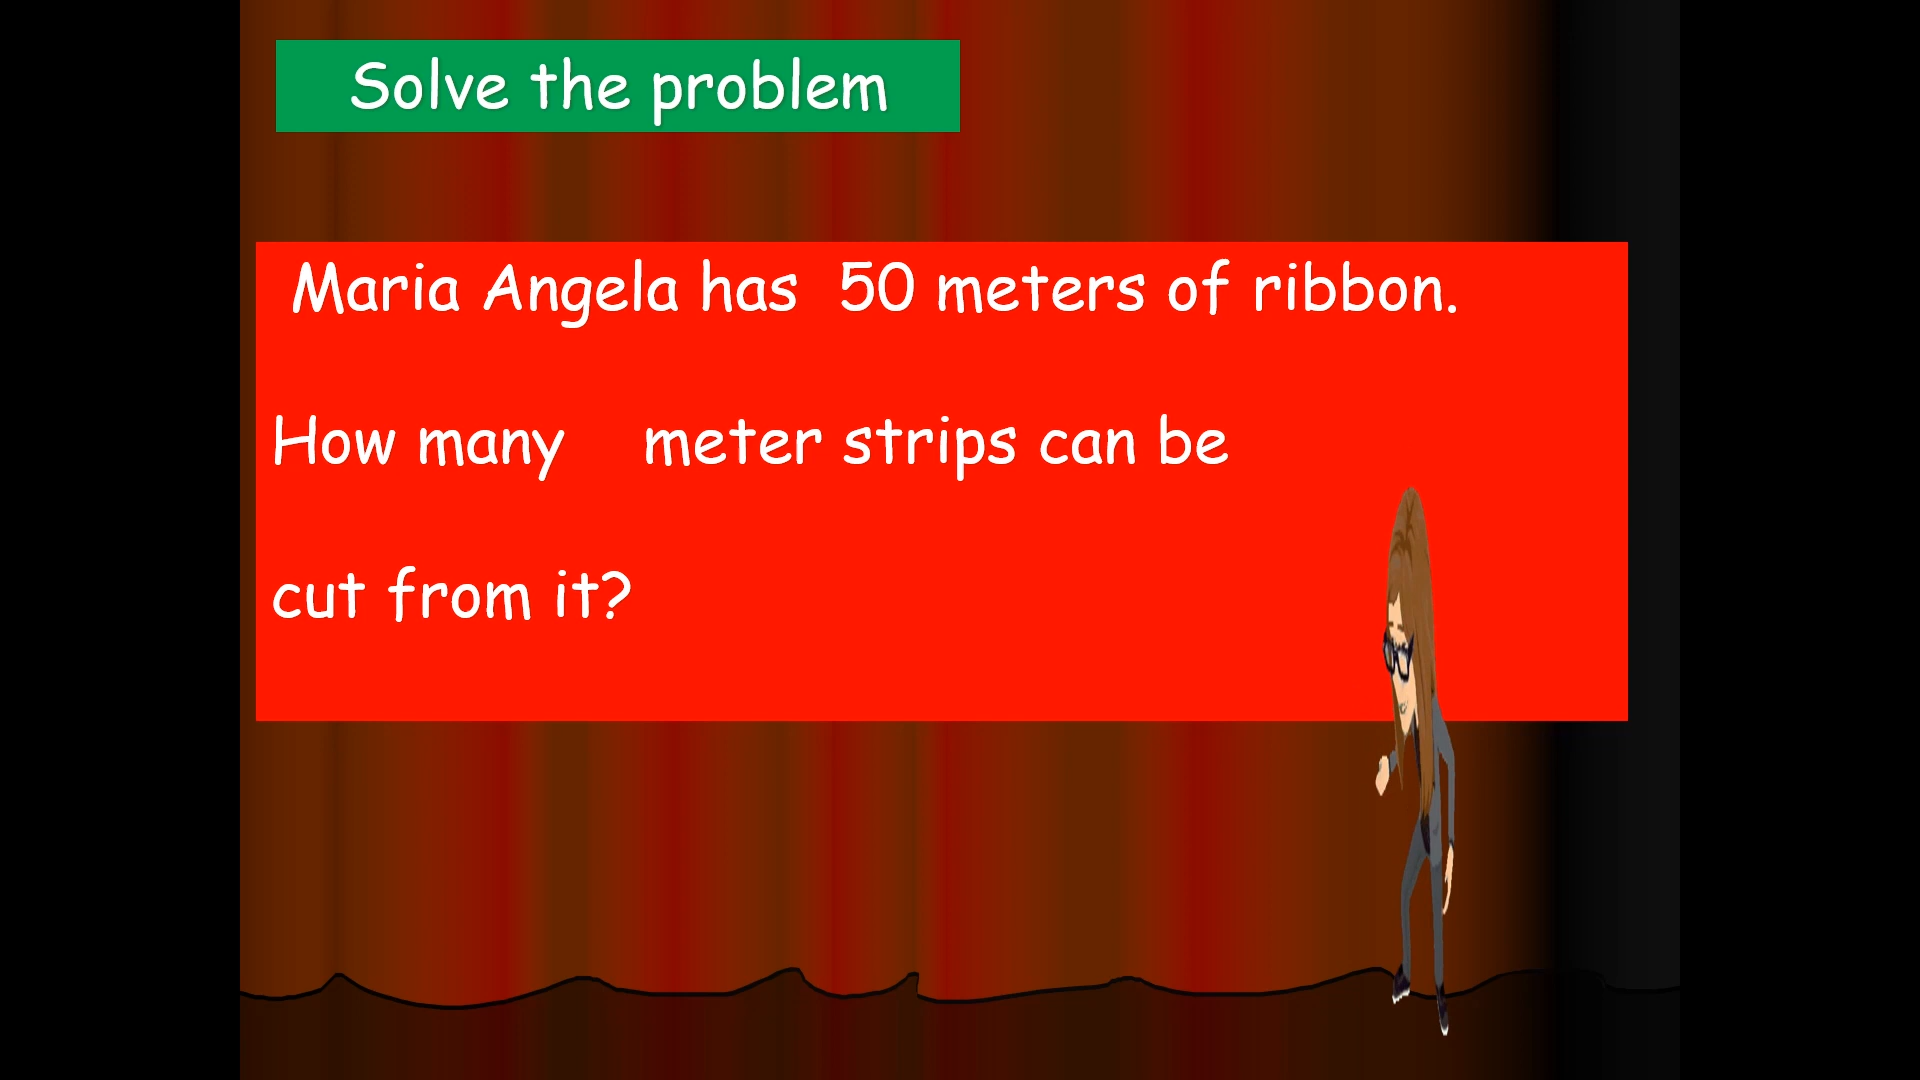 Solve the problem
Maria Angela has 50 meters of ribbon.
How many meter strips can be
cut from it?